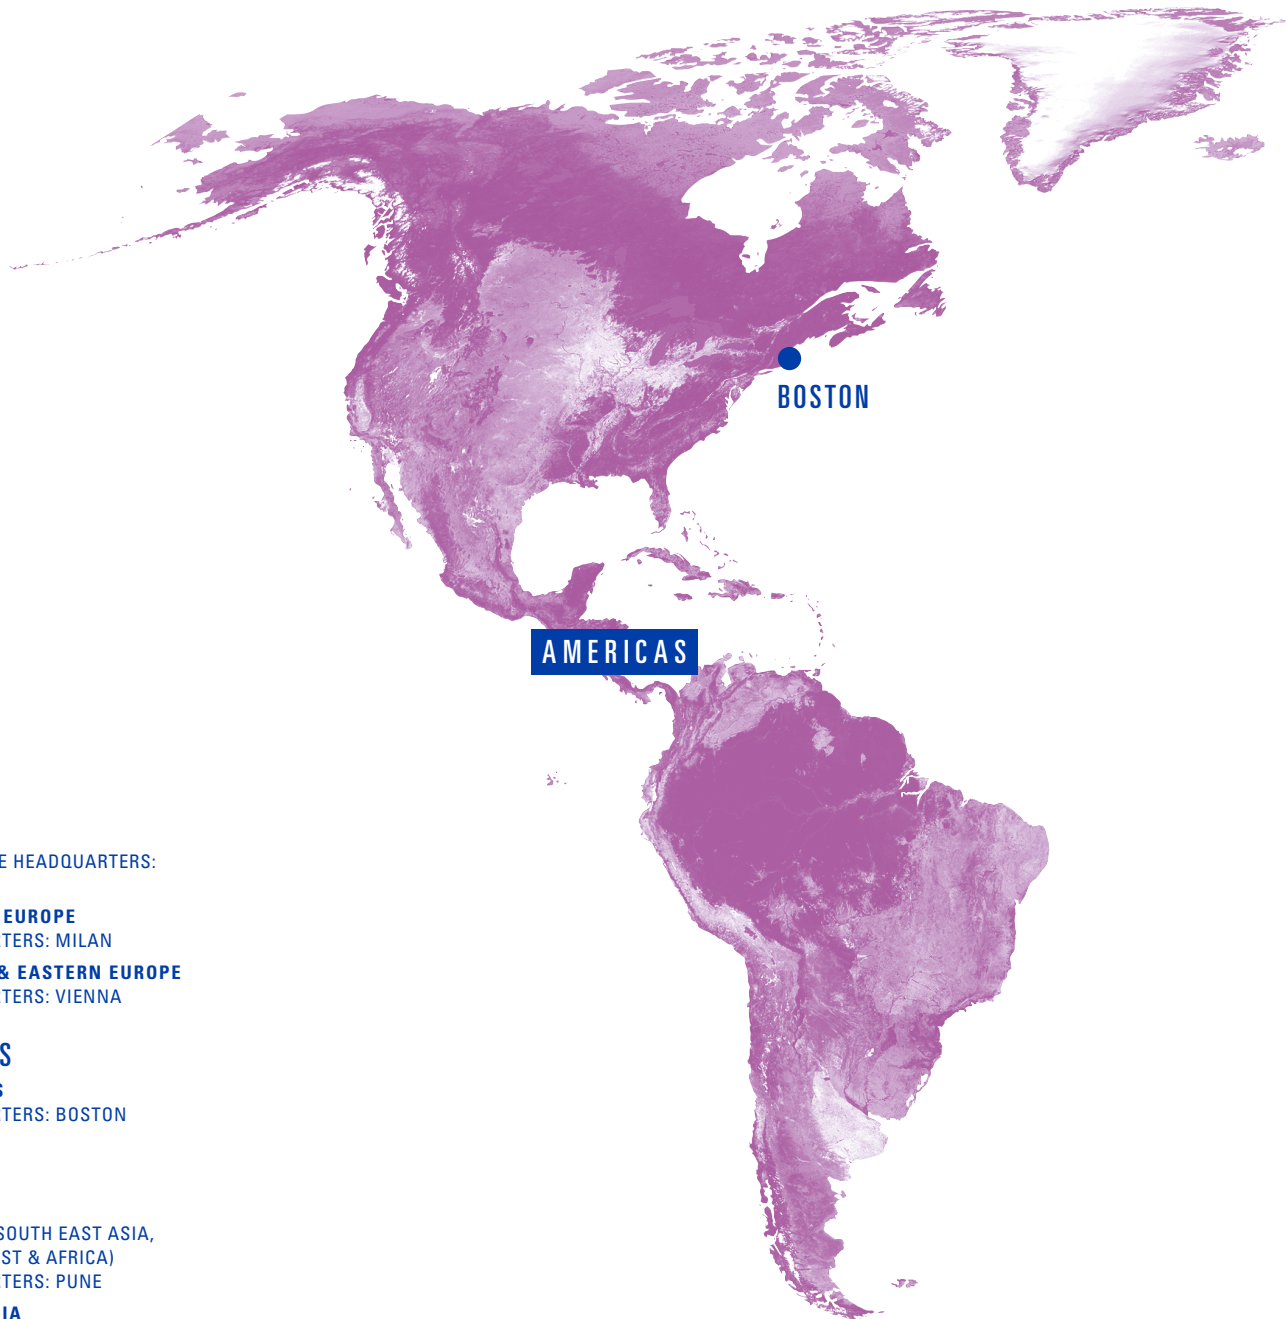 BOSTON
AMERICAS
E HEADQUARTERS:
EUROPE
TERS: MILAN
& EASTERN EUROPE
TERS: VIENNA
S
S
TERS: BOSTON
SOUTH EAST ASIA,
ST & AFRICA)
TERS: PUNE
IA